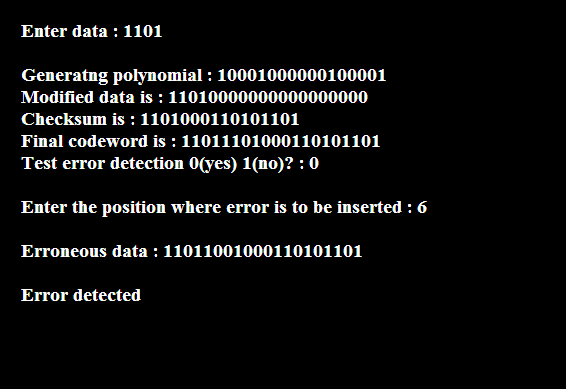 Enter data : 1101
Generatng polynomial : 10001000000100001
Modified data is : 11010000000000000000
Checksum is : 1101000110101101
Final codeword is : 11011101000110101101
Test error detection 0(yes) 1(no)? : 0
Enter the position where error is to be inserted : 6
Erroneous data : 11011001000110101101
Error detected